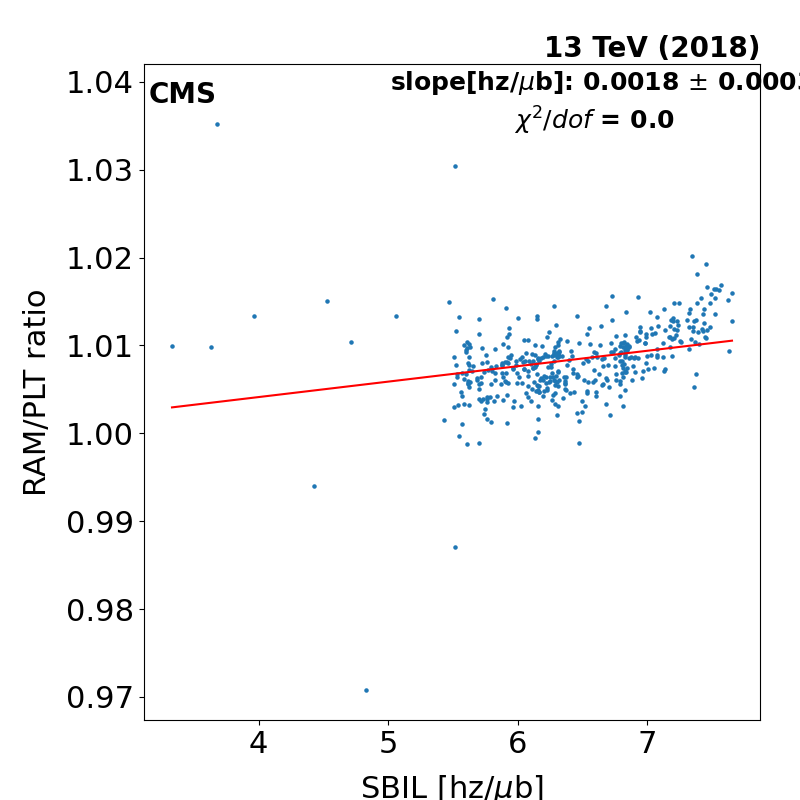 13 TeV (2018)
CMS
slope[hz/μb]: 0.0018 ± 0.0003
χ²/dof = 0.0
RAM/PLT ratio
1.04
1.03
1.02
1.01
1.00
0.99
0.98
0.97
4 5 6 7
SBIL [hz/μb]